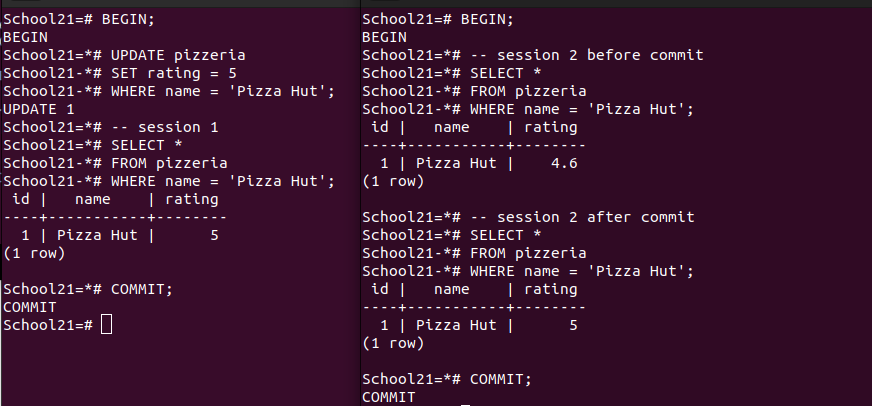 School21=# BEGIN;
BEGIN
School21=*# UPDATE pizzeria
School21-*# SET rating = 5
School21-*# WHERE name = 'Pizza Hut';
UPDATE 1
School21=*# -- session 1
School21=*# SELECT *
School21-*# FROM pizzeria
School21-*# WHERE name = 'Pizza Hut';
 id |   name    | rating
----+-----------+--------
  1 | Pizza Hut |      5
(1 row)

School21=*# COMMIT;
COMMIT
School21=#
School21=# BEGIN;
BEGIN
School21=*# -- session 2 before commit
School21=*# SELECT *
School21-*# FROM pizzeria
School21-*# WHERE name = 'Pizza Hut';
 id |   name    | rating
----+-----------+--------
  1 | Pizza Hut |    4.6
(1 row)

School21=*# -- session 2 after commit
School21=*# SELECT *
School21-*# FROM pizzeria
School21-*# WHERE name = 'Pizza Hut';
 id |   name    | rating
----+-----------+--------
  1 | Pizza Hut |      5
(1 row)

School21=*# COMMIT;
COMMIT